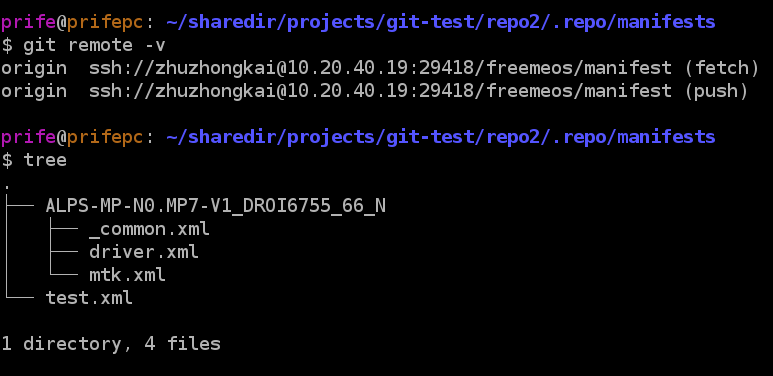 prife@prifepc: ~/sharedir/projects/git-test/repo2/.repo/manifests
$ git remote -v
origin  ssh://zhuzhongkai@10.20.40.19:29418/freemeos/manifest (fetch)
origin  ssh://zhuzhongkai@10.20.40.19:29418/freemeos/manifest (push)
prife@prifepc: ~/sharedir/projects/git-test/repo2/.repo/manifests
$ tree
.
├── ALPS-MP-N0.MP7-V1_DROI6755_66_N
│   ├── _common.xml
│   ├── driver.xml
│   └── mtk.xml
└── test.xml
1 directory, 4 files